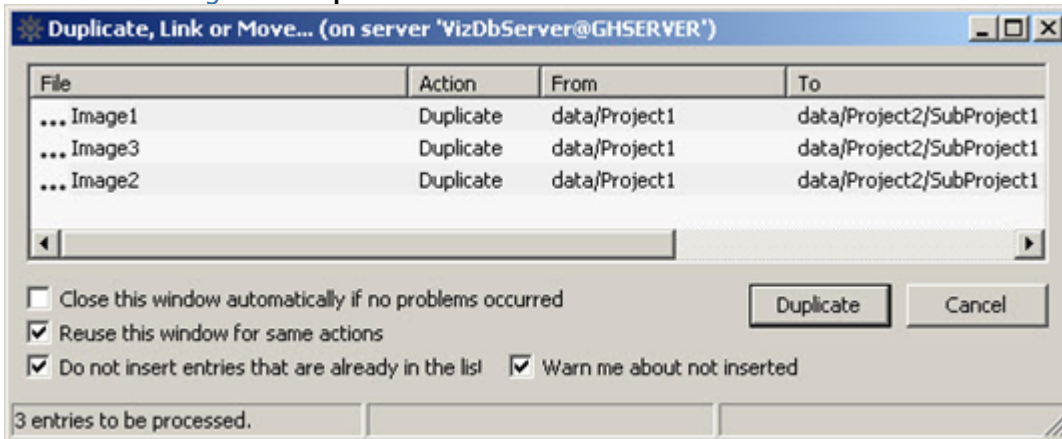 Duplicate, Link or Move... (on server 'VizDbServer@GHSERVER')
File Action From To
... Image1 Duplicate data/Project1 data/Project2/SubProject1
... Image3 Duplicate data/Project1 data/Project2/SubProject1
... Image2 Duplicate data/Project1 data/Project2/SubProject1
Close this window automatically if no problems occurred
Duplicate Cancel
Reuse this window for same actions
Do not insert entries that are already in the lis Warn me about not inserted
3 entries to be processed.